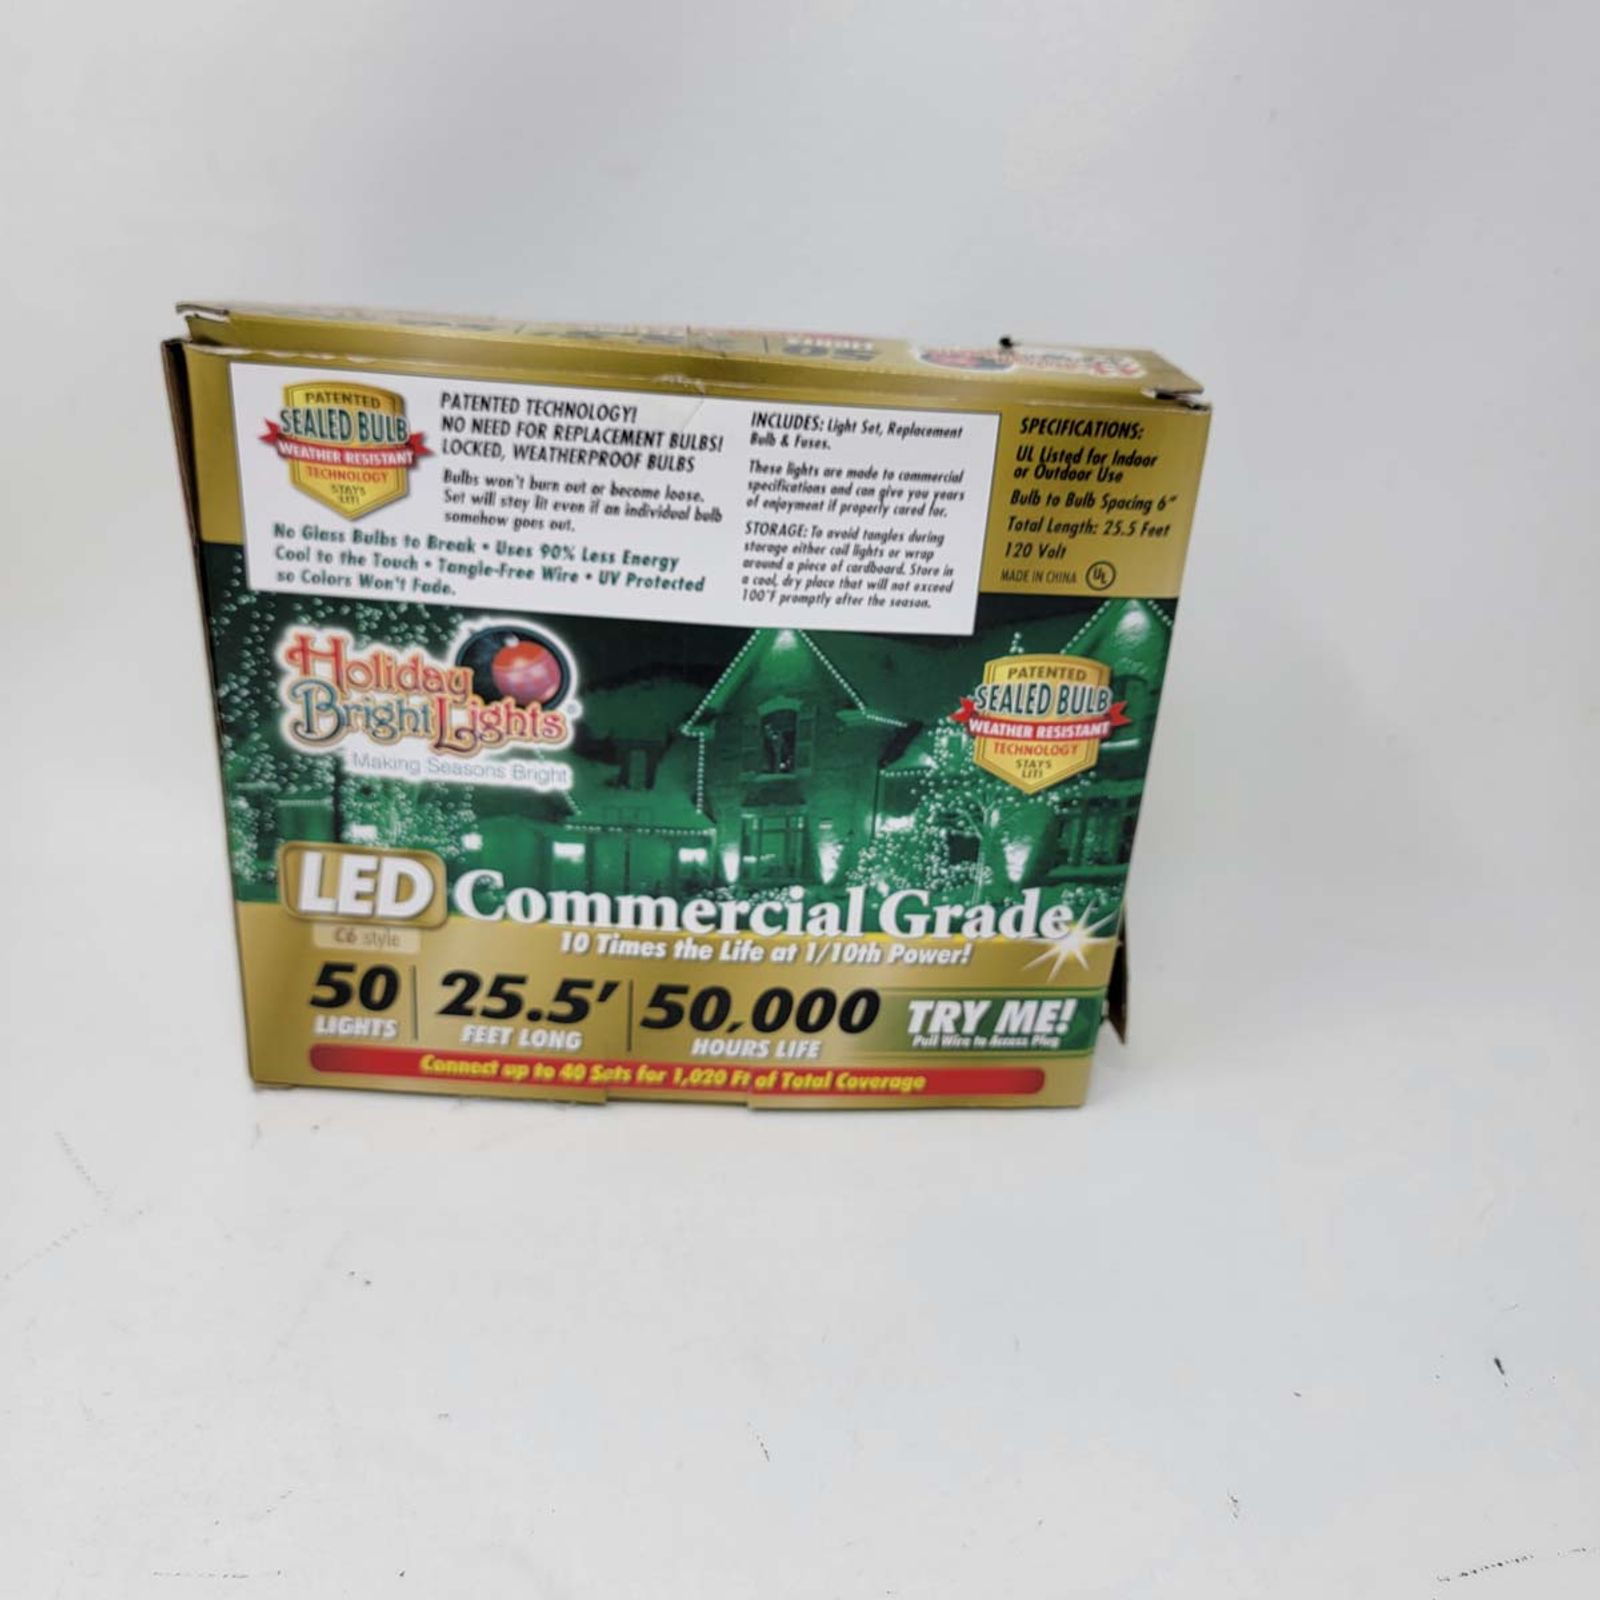 PATENTED
SEALED BULB
WEATHER RESISTANT
TECHNOLOGY
STAYS
LIT!
PATENTED TECHNOLOGY!
NO NEED FOR REPLACEMENT BULBS!
LOCKED, WEATHERPROOF BULBS
Bulbs won't burn out or become loose.
Set will stay lit even if an individual bulb
somehow goes out.
No Glass Bulbs to Break • Uses 90% Less Energy
Cool to the Touch • Tangle-Free Wire • UV Protected
so Colors Won't Fade.
INCLUDES: Light Set, Replacement
Bulb & Fuses.
These lights are made to commercial
specifications and can give you years
of enjoyment if properly cared for.
STORAGE: To avoid tangles during
storage either coil lights or wrap
around a piece of cardboard. Store in
a cool, dry place that will not exceed
100°F promptly after the season.
SPECIFICATIONS:
UL Listed for Indoor
or Outdoor Use
Bulb to Bulb Spacing 6"
Total Length: 25.5 Feet
120 Volt
MADE IN CHINA UL
Holiday
Bright Lights®
Making Seasons Bright
PATENTED
SEALED BULB
WEATHER RESISTANT
TECHNOLOGY
STAYS
LIT!
LED Commercial Grade
C6 style
10 Times the Life at 1/10th Power!
50 25.5' 50,000 TRY ME!
LIGHTS FEET LONG HOURS LIFE Pull Wire to Access Plug
Connect up to 40 Sets for 1,020 Ft of Total Coverage